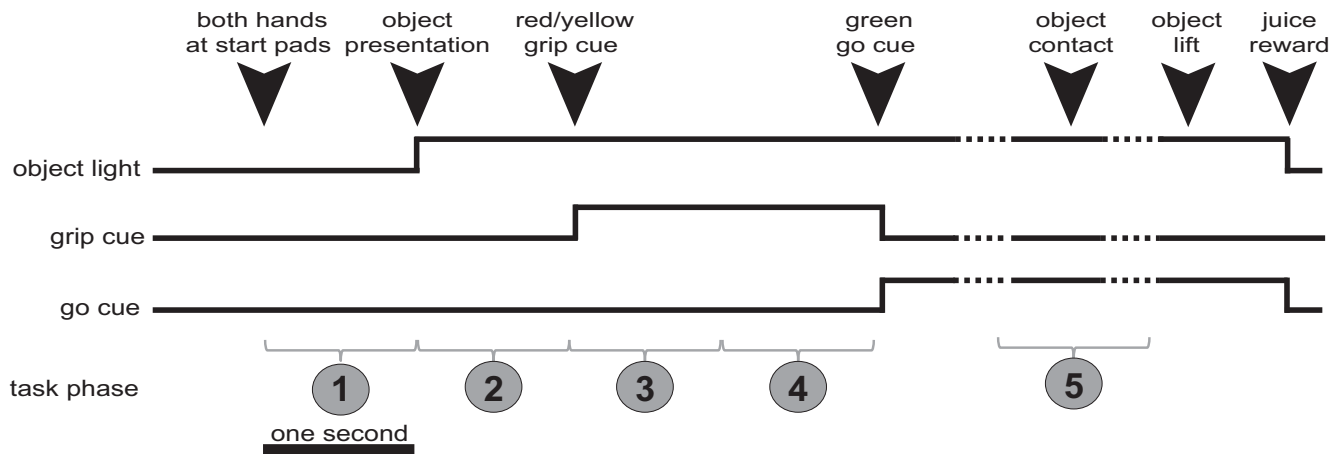 both hands
at start pads
object
presentation
red/yellow
grip cue
green
go cue
object
contact
object
lift
juice
reward
object light
grip cue
go cue
task phase
1
2
3
4
5
one second